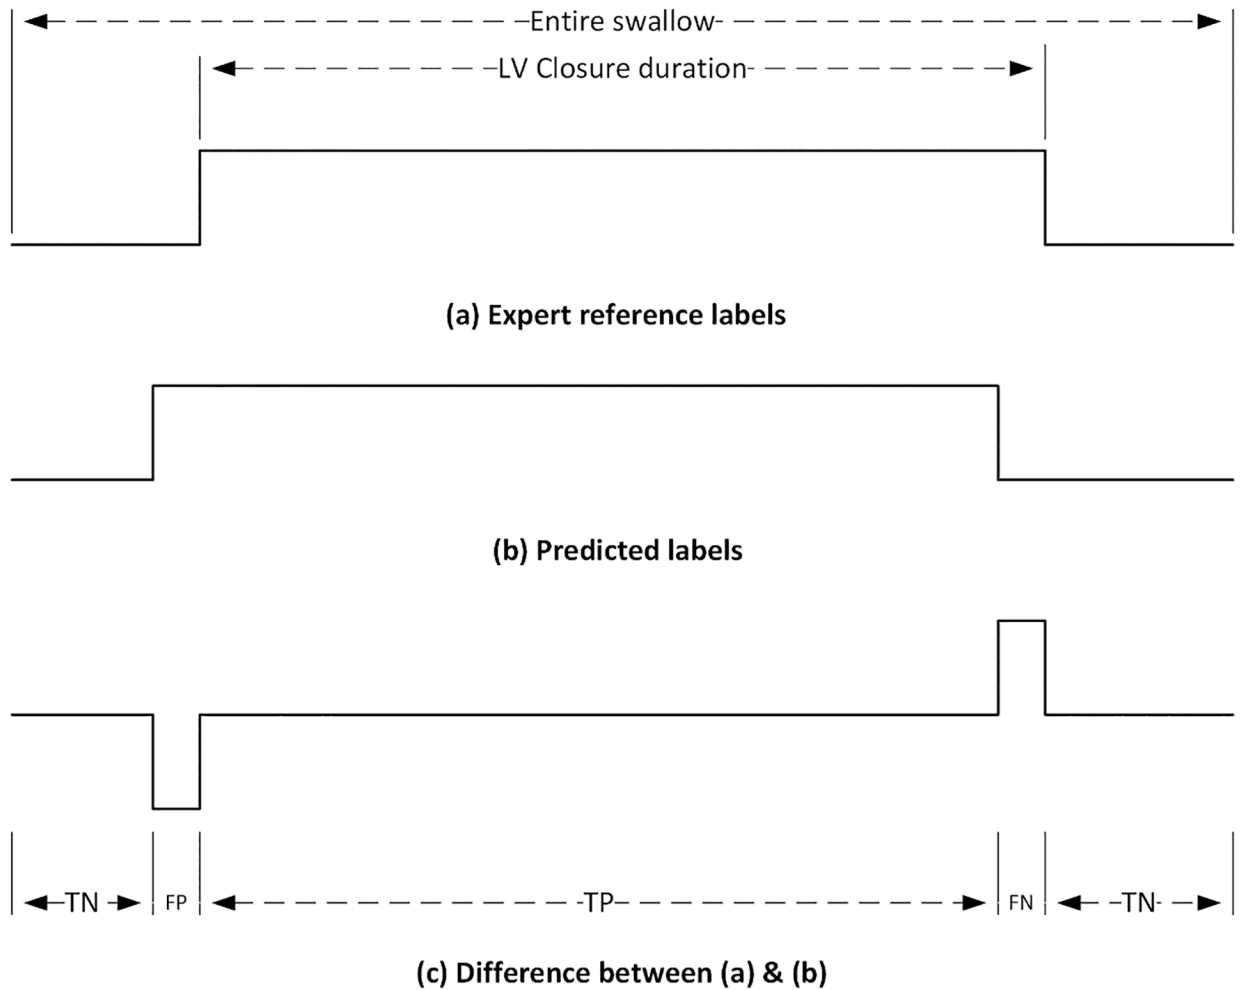 Entire swallow
LV Closure duration
(a) Expert reference labels
(b) Predicted labels
TN FP TP FN TN
(c) Difference between (a) & (b)